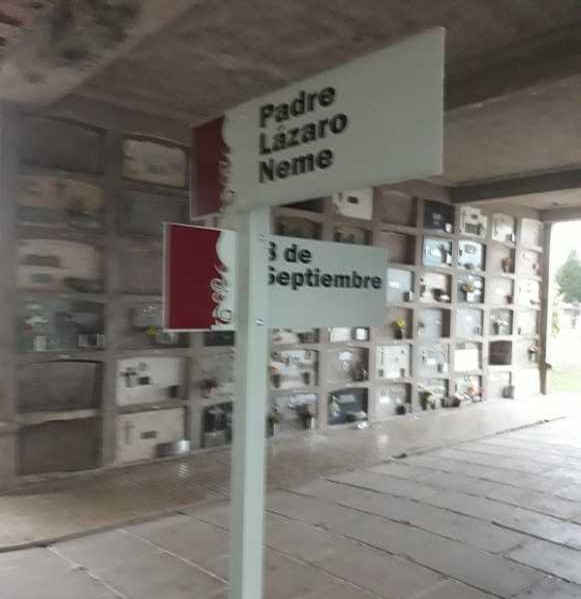 Padre
Lázaro
Neme
8 de
Septiembre